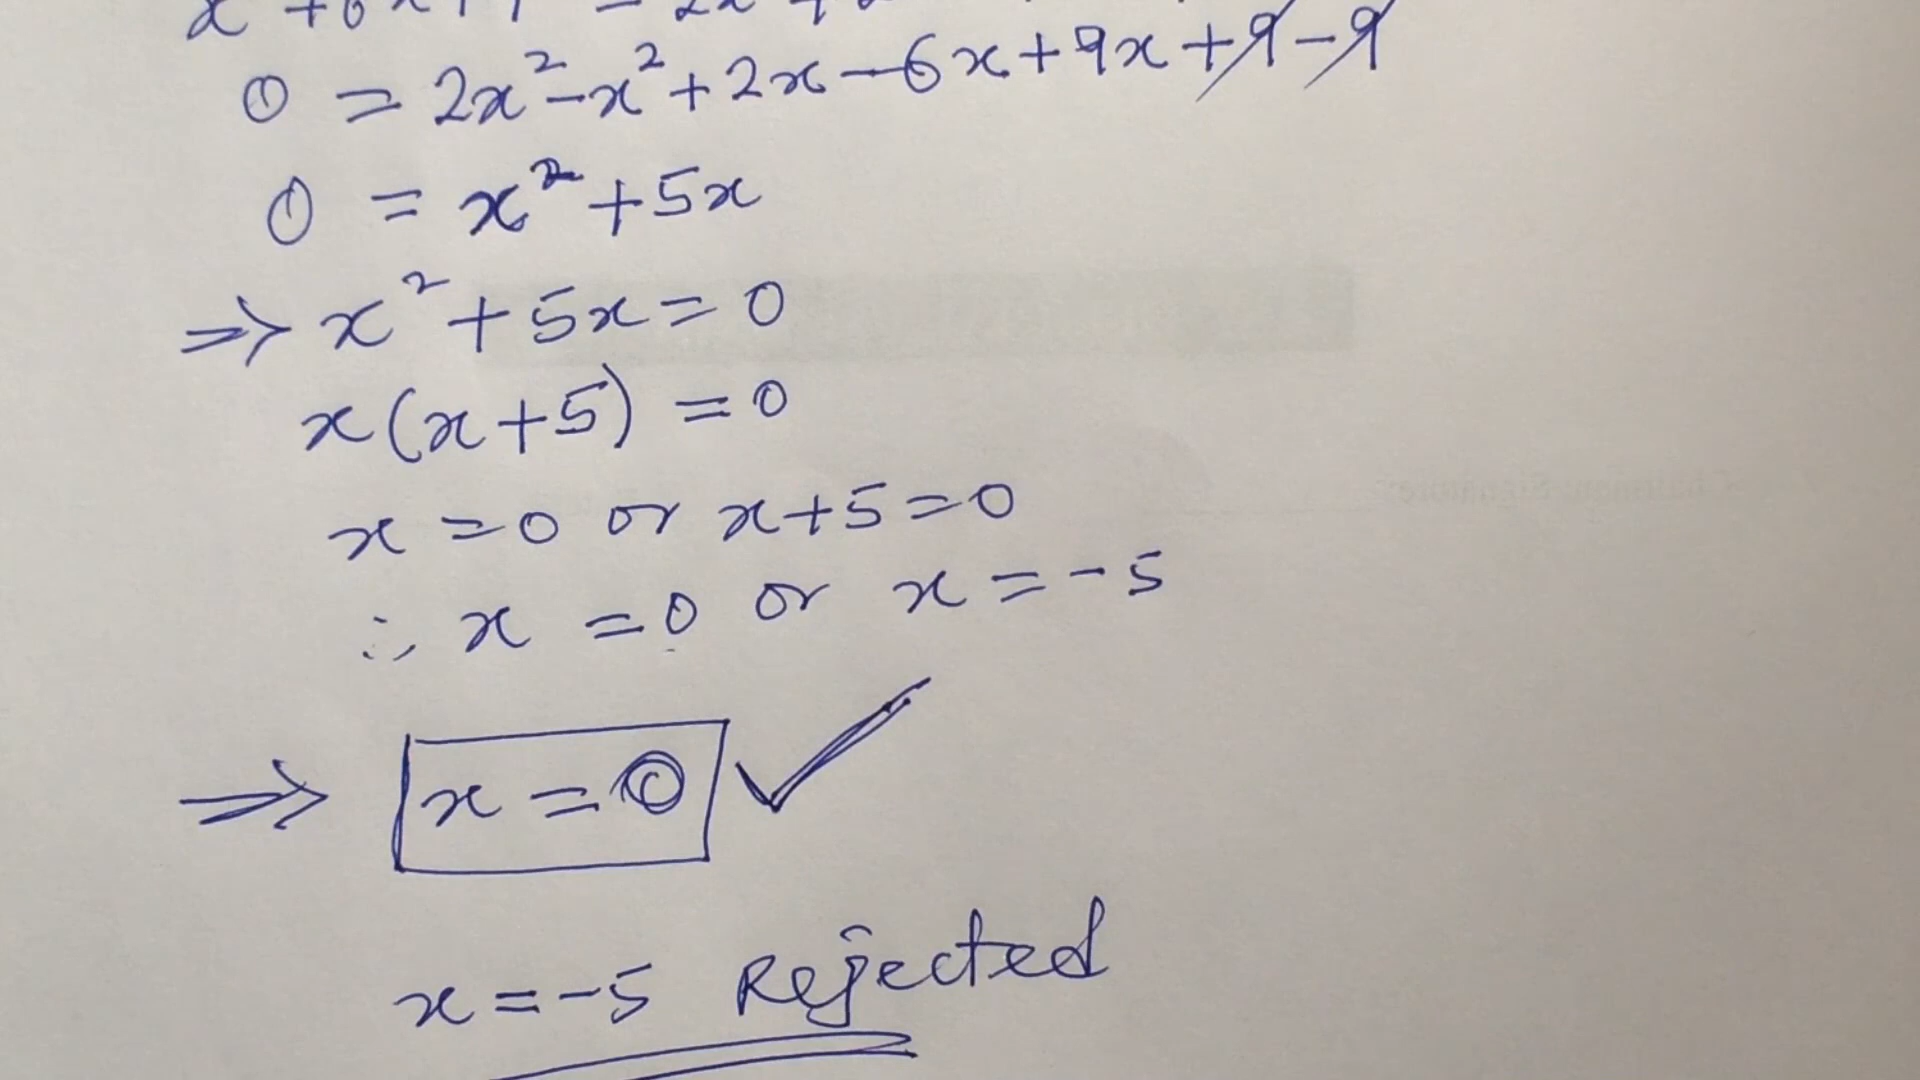 0 = 2x²-x²+2x-6x+9x+9-9
0 = x²+5x
⇒ x²+5x=0
x(x+5)=0
x=0 or x+5=0
∴ x=0 or x=-5
⇒ x=0 ✓
x=-5 Rejected